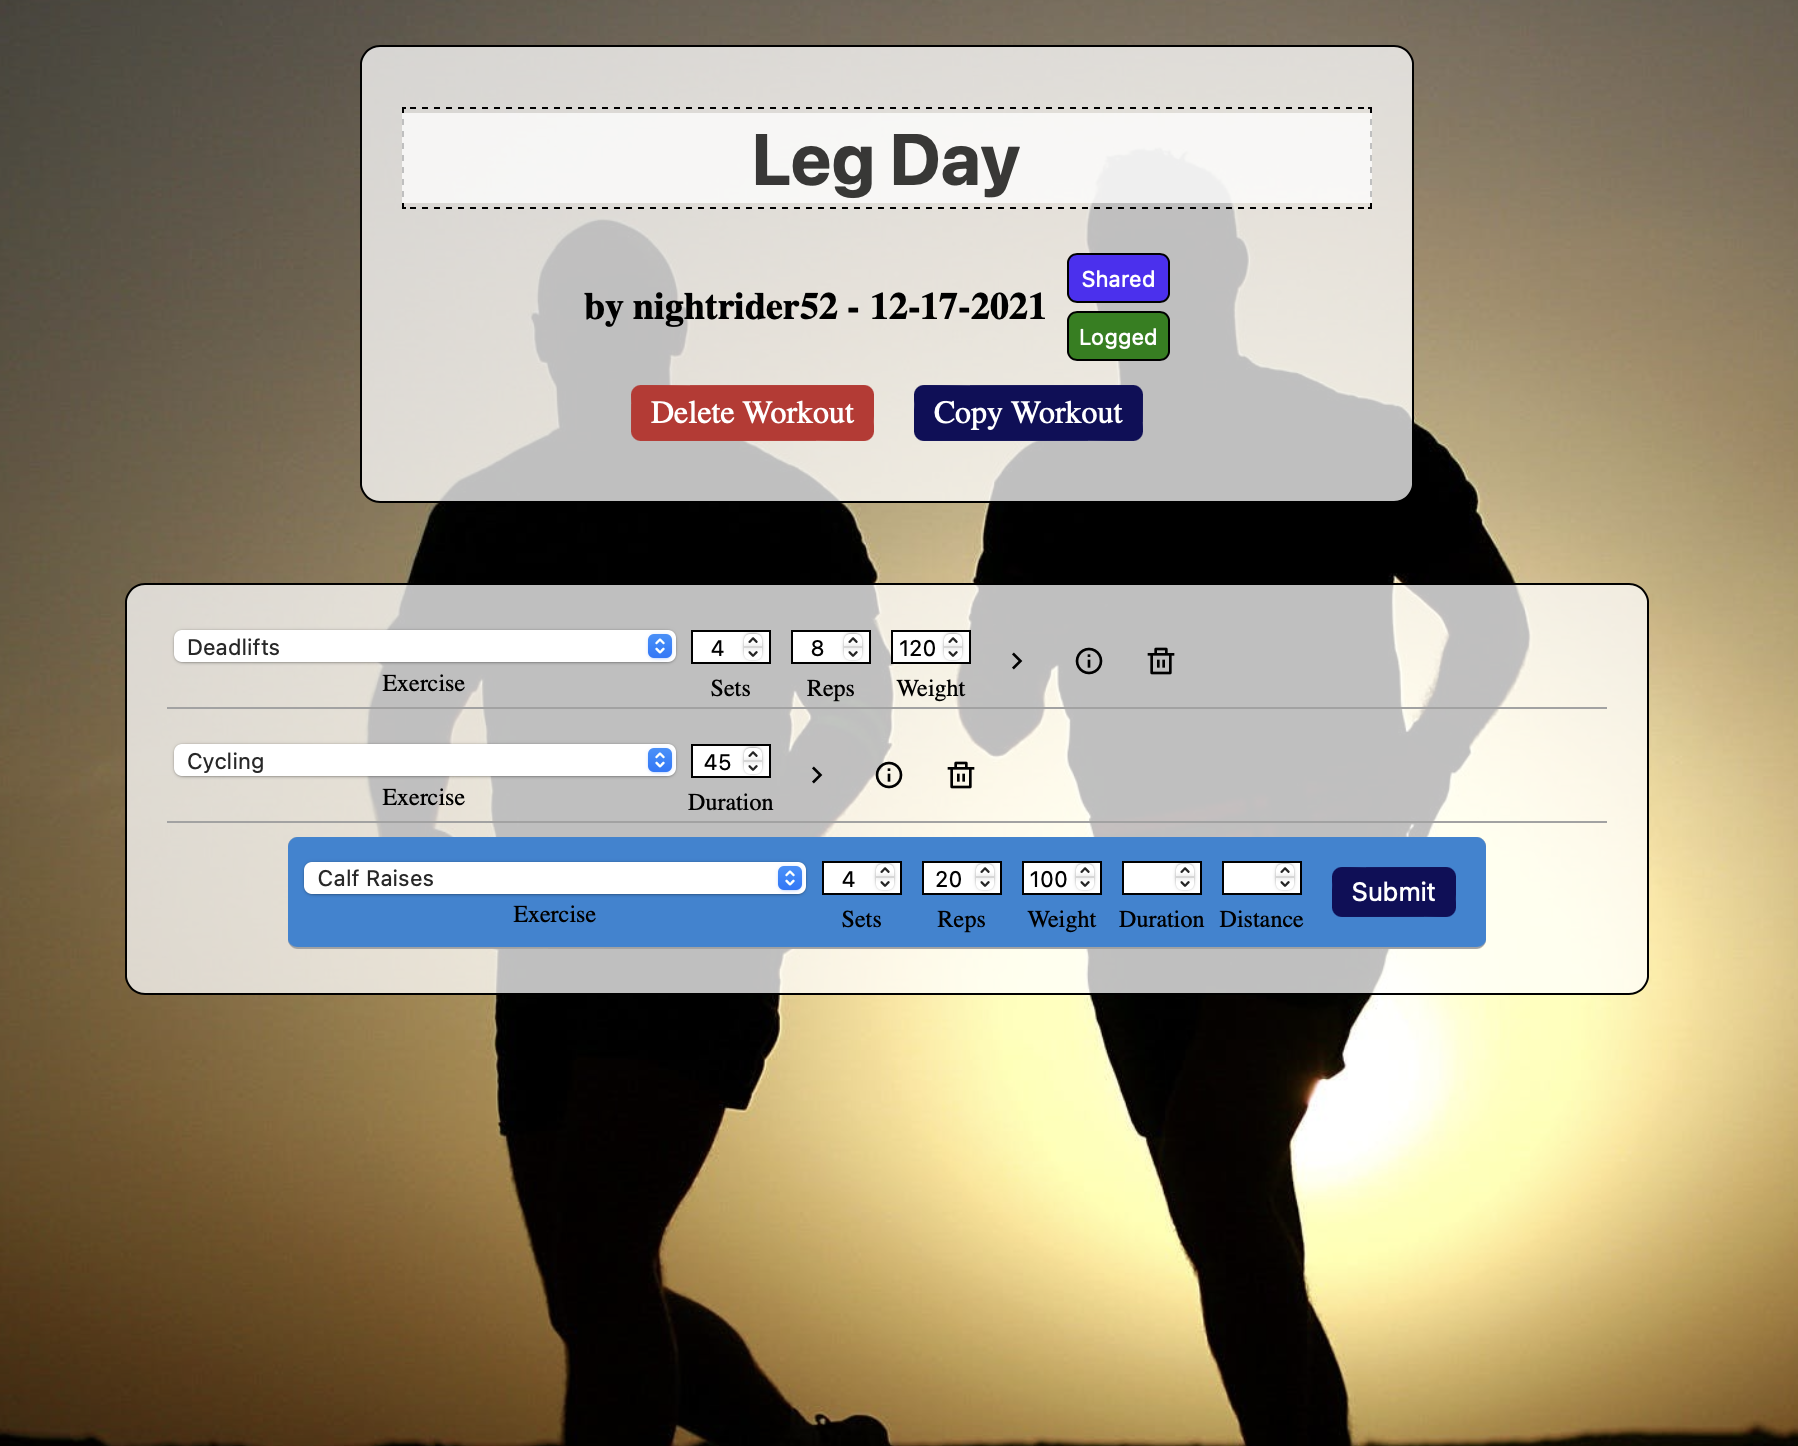 Leg Day
by nightrider52 - 12-17-2021
Shared
Logged
Delete Workout Copy Workout
Deadlifts 4 8 120
Exercise Sets Reps Weight
Cycling 45
Exercise Duration
Calf Raises 4 20 100 Submit
Exercise Sets Reps Weight Duration Distance